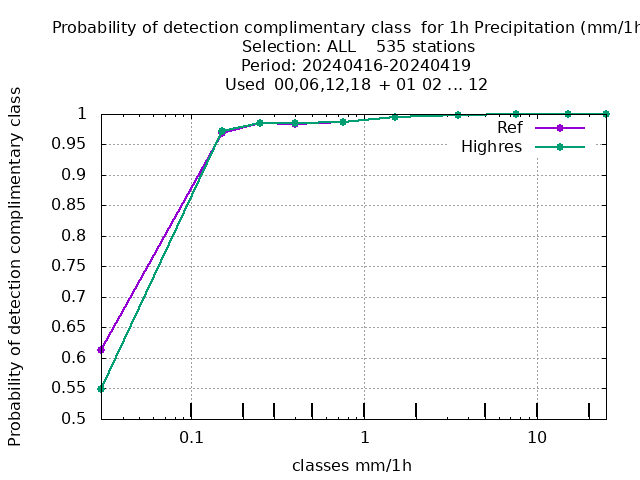 Probability of detection complimentary class  for 1h Precipitation (mm/1h
Selection: ALL    535 stations
Period: 20240416-20240419
Used  00,06,12,18  + 01 02 ... 12
Probability of detection complimentary class
1
0.95
0.9
0.85
0.8
0.75
0.7
0.65
0.6
0.55
0.5
Ref
Highres
0.1
1
10
classes mm/1h